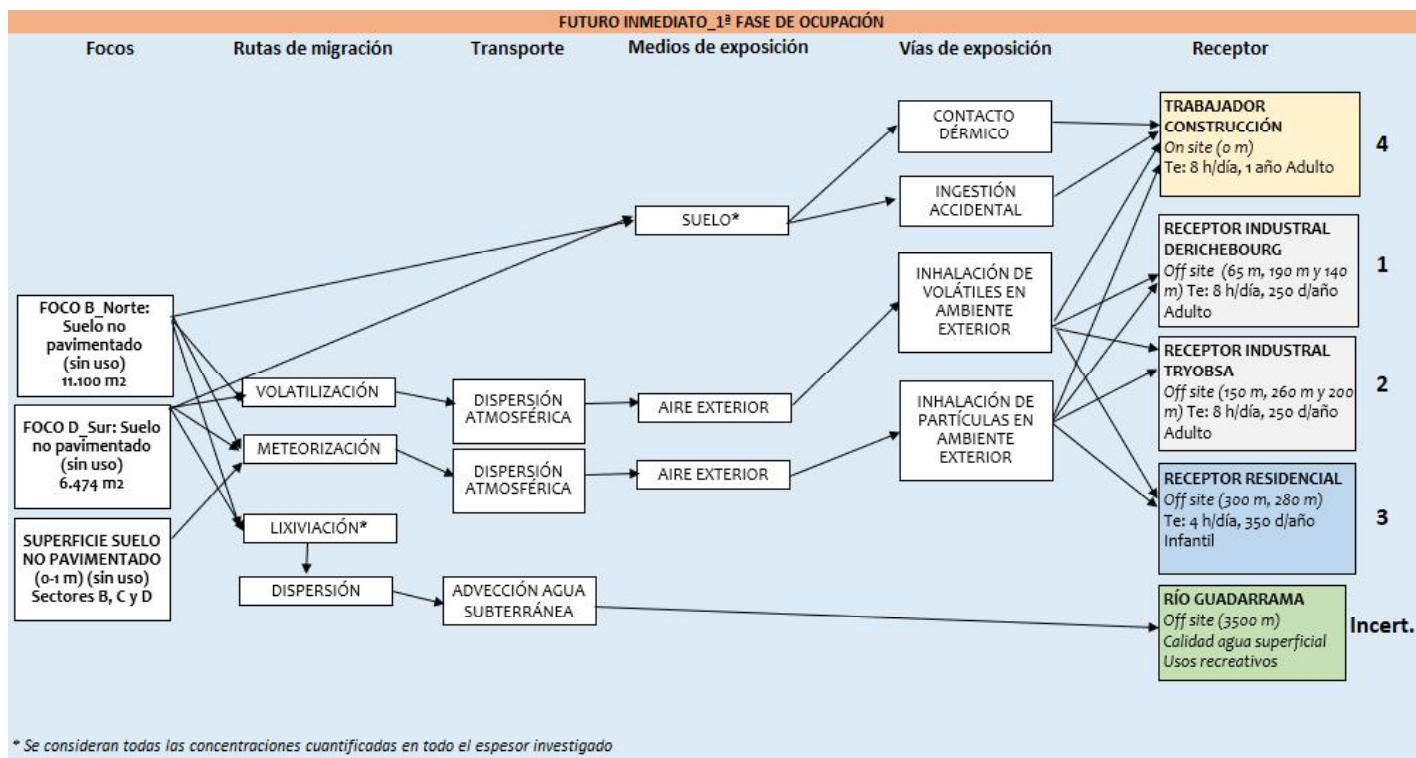 FUTURO INMEDIATO_1ª FASE DE OCUPACIÓN
Focos
Rutas de migración
Transporte
Medios de exposición
Vías de exposición
Receptor
FOCO B_Norte:
Suelo no
pavimentado
(sin uso)
11.100 m2
FOCO D_Sur: Suelo
no pavimentado
(sin uso)
6.474 m2
SUPERFICIE SUELO
NO PAVIMENTADO
(0-1 m) (sin uso)
Sectores B, C y D
VOLATILIZACIÓN
METEORIZACIÓN
LIXIVIACIÓN*
DISPERSIÓN
DISPERSIÓN
ATMOSFÉRICA
DISPERSIÓN
ATMOSFÉRICA
ADVECCIÓN AGUA
SUBTERRÁNEA
SUELO*
AIRE EXTERIOR
AIRE EXTERIOR
CONTACTO
DÉRMICO
INGESTIÓN
ACCIDENTAL
INHALACIÓN DE
VOLÁTILES EN
AMBIENTE
EXTERIOR
INHALACIÓN DE
PARTÍCULAS EN
AMBIENTE
EXTERIOR
TRABAJADOR
CONSTRUCCIÓN
On site (0 m)
Te: 8 h/día, 1 año Adulto
4
RECEPTOR INDUSTRIAL
DERICHEBOURG
Off site (65 m, 190 m y 140
m) Te: 8 h/día, 250 d/año
Adulto
1
RECEPTOR INDUSTRIAL
TRYOBSA
Off site (150 m, 260 m y 200
m) Te: 8 h/día, 250 d/año
Adulto
2
RECEPTOR RESIDENCIAL
Off site (300 m, 280 m)
Te: 4 h/día, 350 d/año
Infantil
3
RÍO GUADARRAMA
Off site (3500 m)
Calidad agua superficial
Usos recreativos
Incert.
* Se consideran todas las concentraciones cuantificadas en todo el espesor investigado